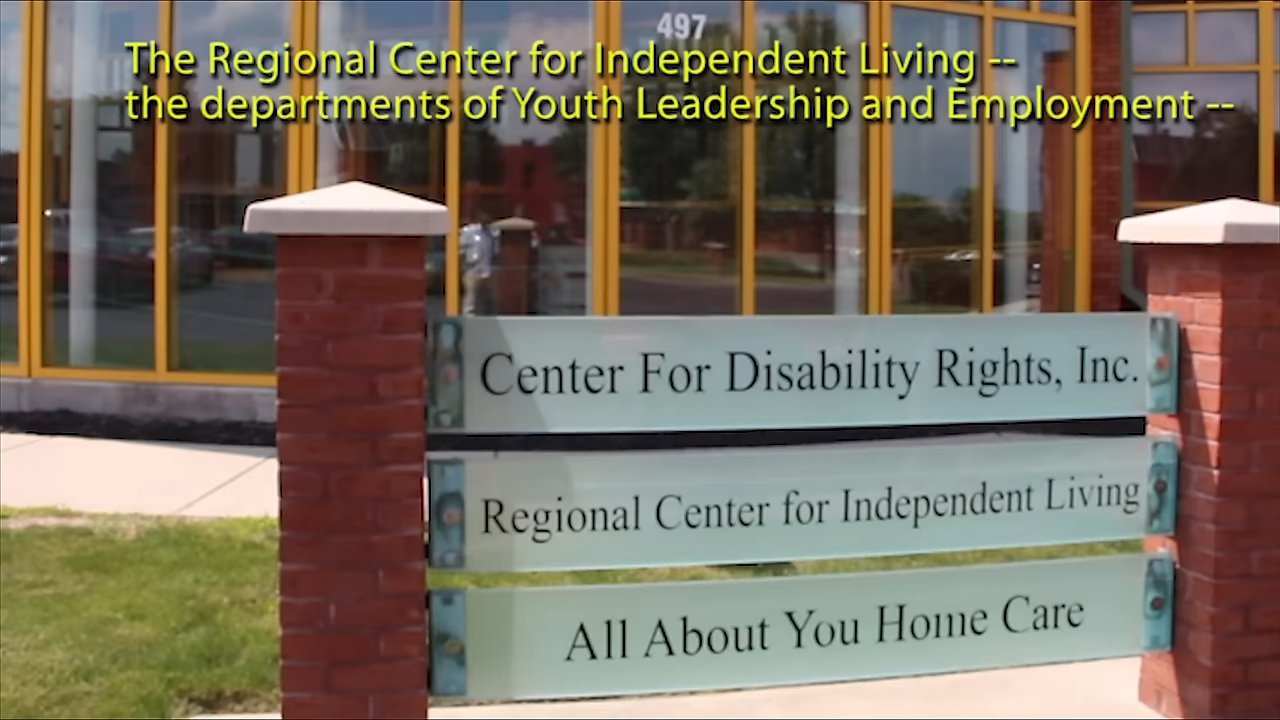 497
The Regional Center for Independent Living --
the departments of Youth Leadership and Employment --
Center For Disability Rights, Inc.
Regional Center for Independent Living
All About You Home Care